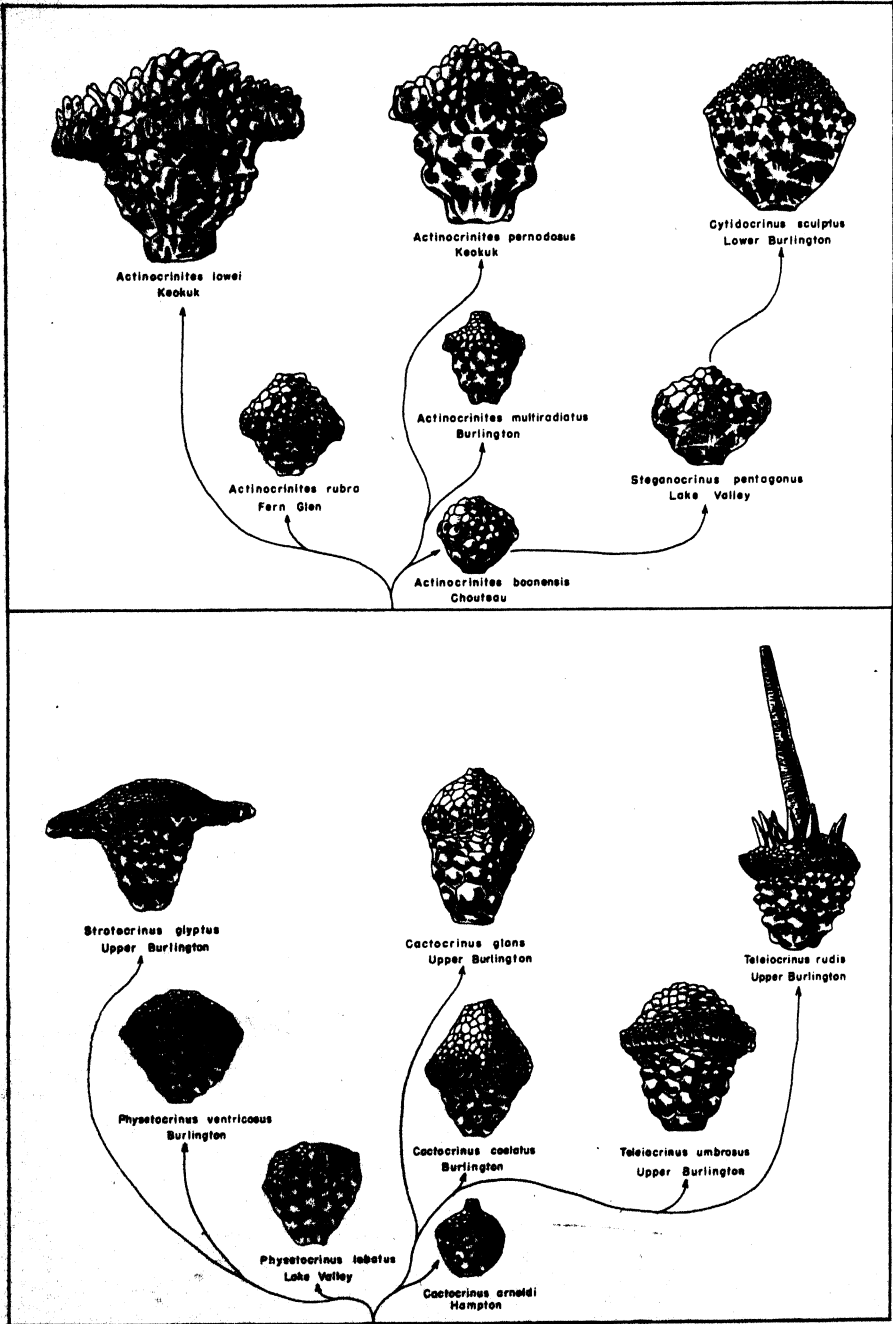 Actinocrinites lowei
Keokuk
Actinocrinites pernodosus
Keokuk
Cytidocrinus sculptus
Lower Burlington
Actinocrinites rubra
Fern Glen
Actinocrinites multiradiatus
Burlington
Steganocrinus pentagonus
Lake Valley
Actinocrinites boonensis
Chouteau
Strotocrinus glyptus
Upper Burlington
Cactocrinus glans
Upper Burlington
Teleiocrinus rudis
Upper Burlington
Physetocrinus ventricosus
Burlington
Cactocrinus coelatus
Burlington
Teleiocrinus umbrosus
Upper Burlington
Physetocrinus lobatus
Lake Valley
Cactocrinus arnoldi
Hampton